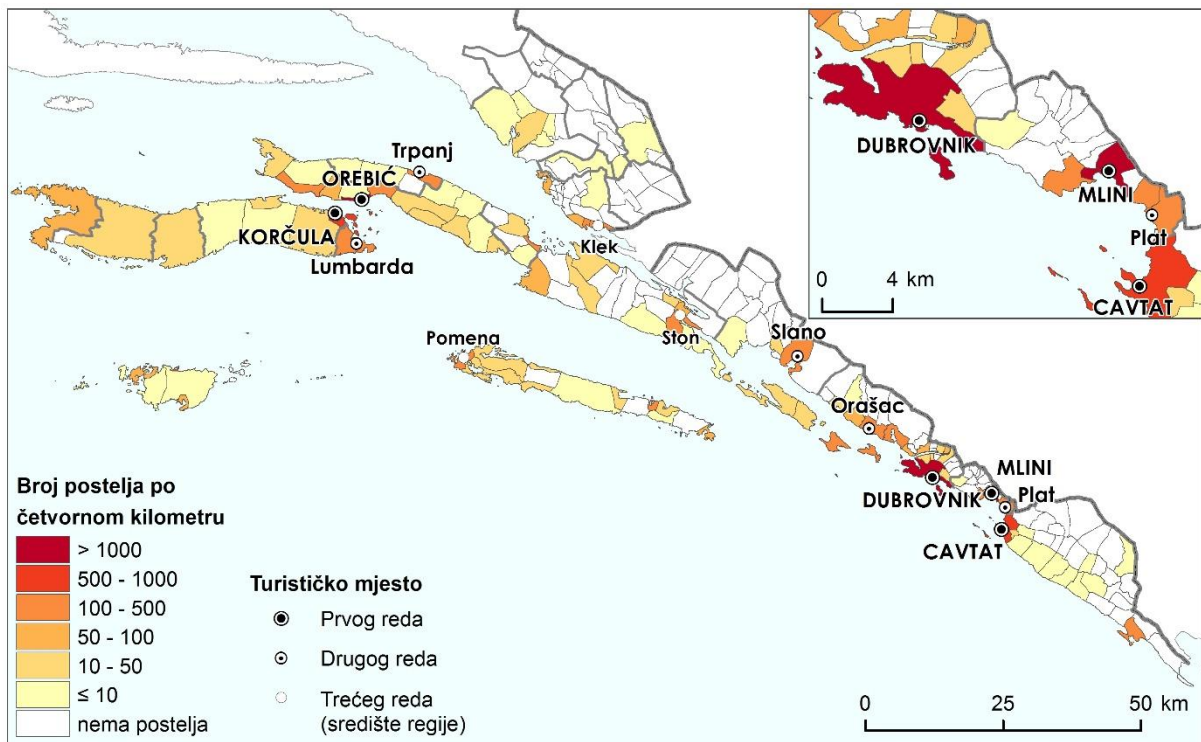 DUBROVNIK
MLINI
Plat
CAVTAT
0 4 km
Trpanj
OREBIĆ
KORČULA
Lumbarda
Klek
Pomena
Ston
Slano
Orašac
MLINI
Plat
DUBROVNIK
CAVTAT
Broj postelja po
četvornom kilometru
> 1000
500 - 1000
100 - 500
50 - 100
10 - 50
≤ 10
nema postelja
Turističko mjesto
Prvog reda
Drugog reda
Trećeg reda
(središte regije)
0 25 50 km